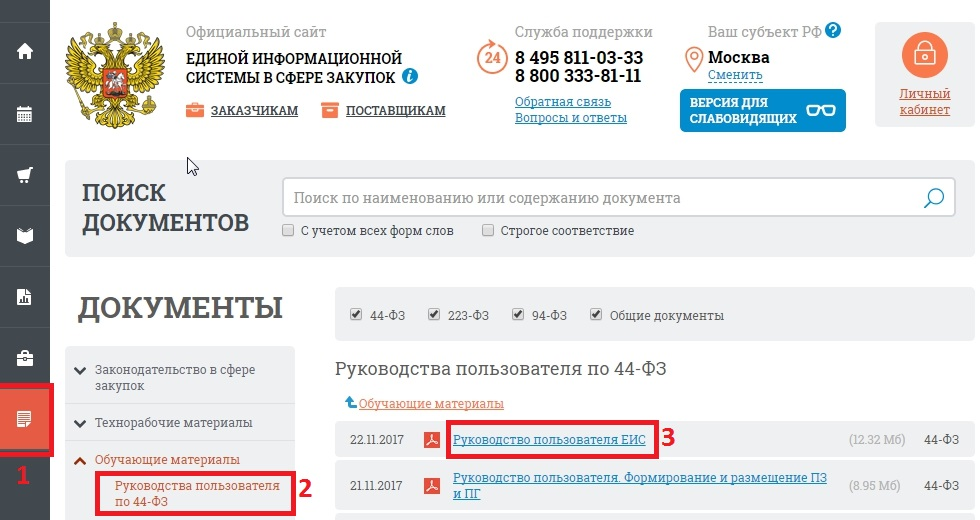 Официальный сайт
ЕДИНОЙ ИНФОРМАЦИОННОЙ
СИСТЕМЫ В СФЕРЕ ЗАКУПОК i
ЗАКАЗЧИКАМ
ПОСТАВЩИКАМ
24
Служба поддержки
8 495 811-03-33
8 800 333-81-11
Обратная связь
Вопросы и ответы
Ваш субъект РФ ?
Москва
Сменить
ВЕРСИЯ ДЛЯ
СЛАБОВИДЯЩИХ
Личный
кабинет
ПОИСК
ДОКУМЕНТОВ
Поиск по наименованию или содержанию документа
С учетом всех форм слов
Строгое соответствие
ДОКУМЕНТЫ
Законодательство в сфере
закупок
Технорабочие материалы
Обучающие материалы
Руководства пользователя
по 44-ФЗ
1
2
44-ФЗ
223-ФЗ
94-ФЗ
Общие документы
Руководства пользователя по 44-ФЗ
Обучающие материалы
22.11.2017 Руководство пользователя ЕИС 3 (12.32 Мб) 44-ФЗ
21.11.2017 Руководство пользователя. Формирование и размещение ПЗ (8.95 Мб) 44-ФЗ
и ПГ